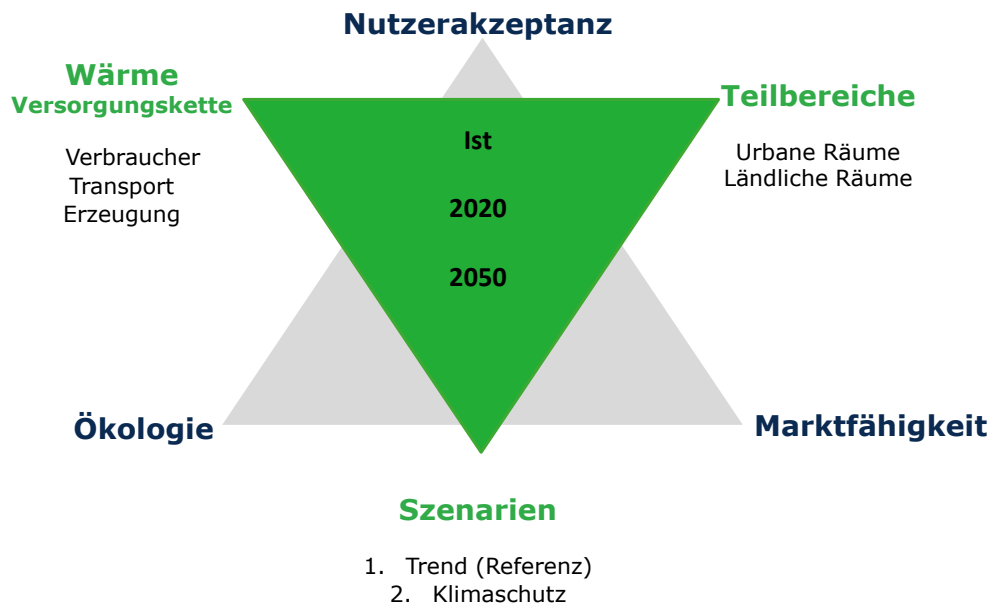 Nutzerakzeptanz
Wärme
Versorgungskette
Verbraucher
Transport
Erzeugung
Teilbereiche
Urbane Räume
Ländliche Räume
Ist
2020
2050
Ökologie
Marktfähigkeit
Szenarien
1. Trend (Referenz)
2. Klimaschutz